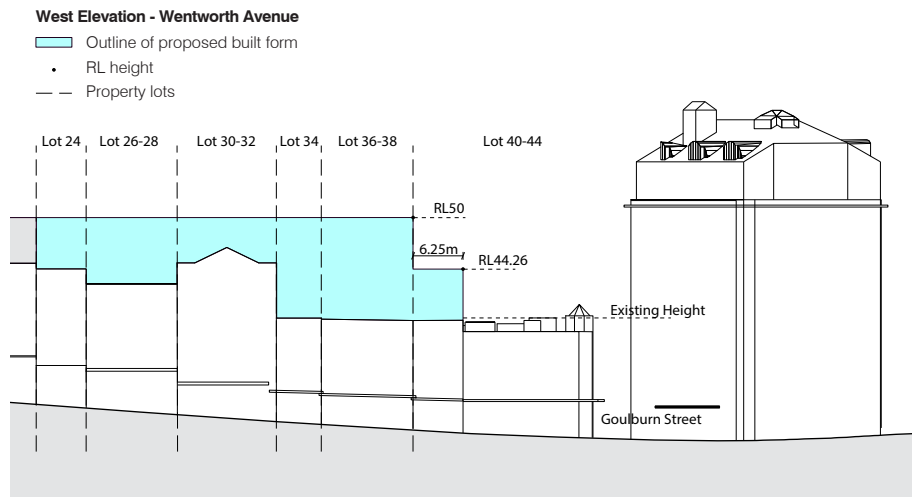 West Elevation - Wentworth Avenue
Outline of proposed built form
RL height
Property lots
Lot 24 Lot 26-28 Lot 30-32 Lot 34 Lot 36-38 Lot 40-44
RL50
6.25m
RL44.26
Existing Height
Goulburn Street